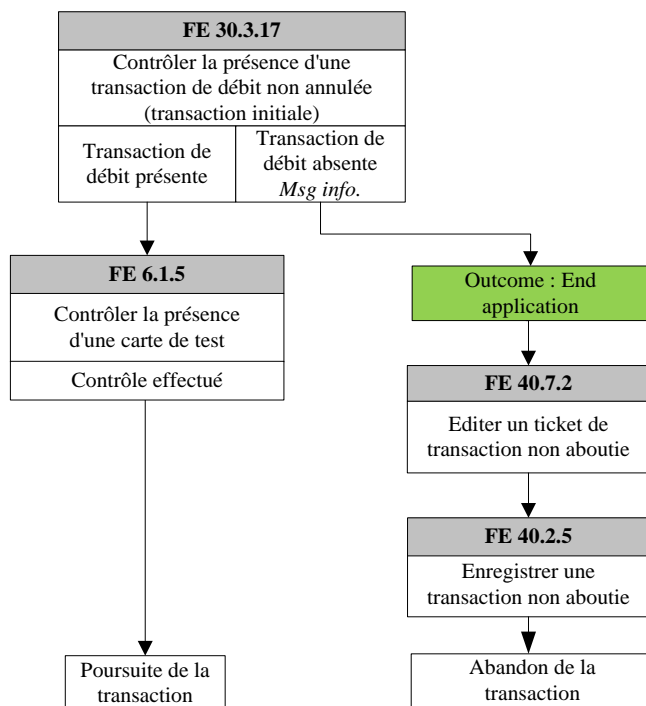 FE 30.3.17
Contrôler la présence d'une
transaction de débit non annulée
(transaction initiale)
Transaction de
débit présente
Transaction de
débit absente
Msg info.
FE 6.1.5
Contrôler la présence
d'une carte de test
Contrôle effectué
Outcome : End
application
FE 40.7.2
Editer un ticket de
transaction non aboutie
FE 40.2.5
Enregistrer une
transaction non aboutie
Poursuite de la
transaction
Abandon de la
transaction